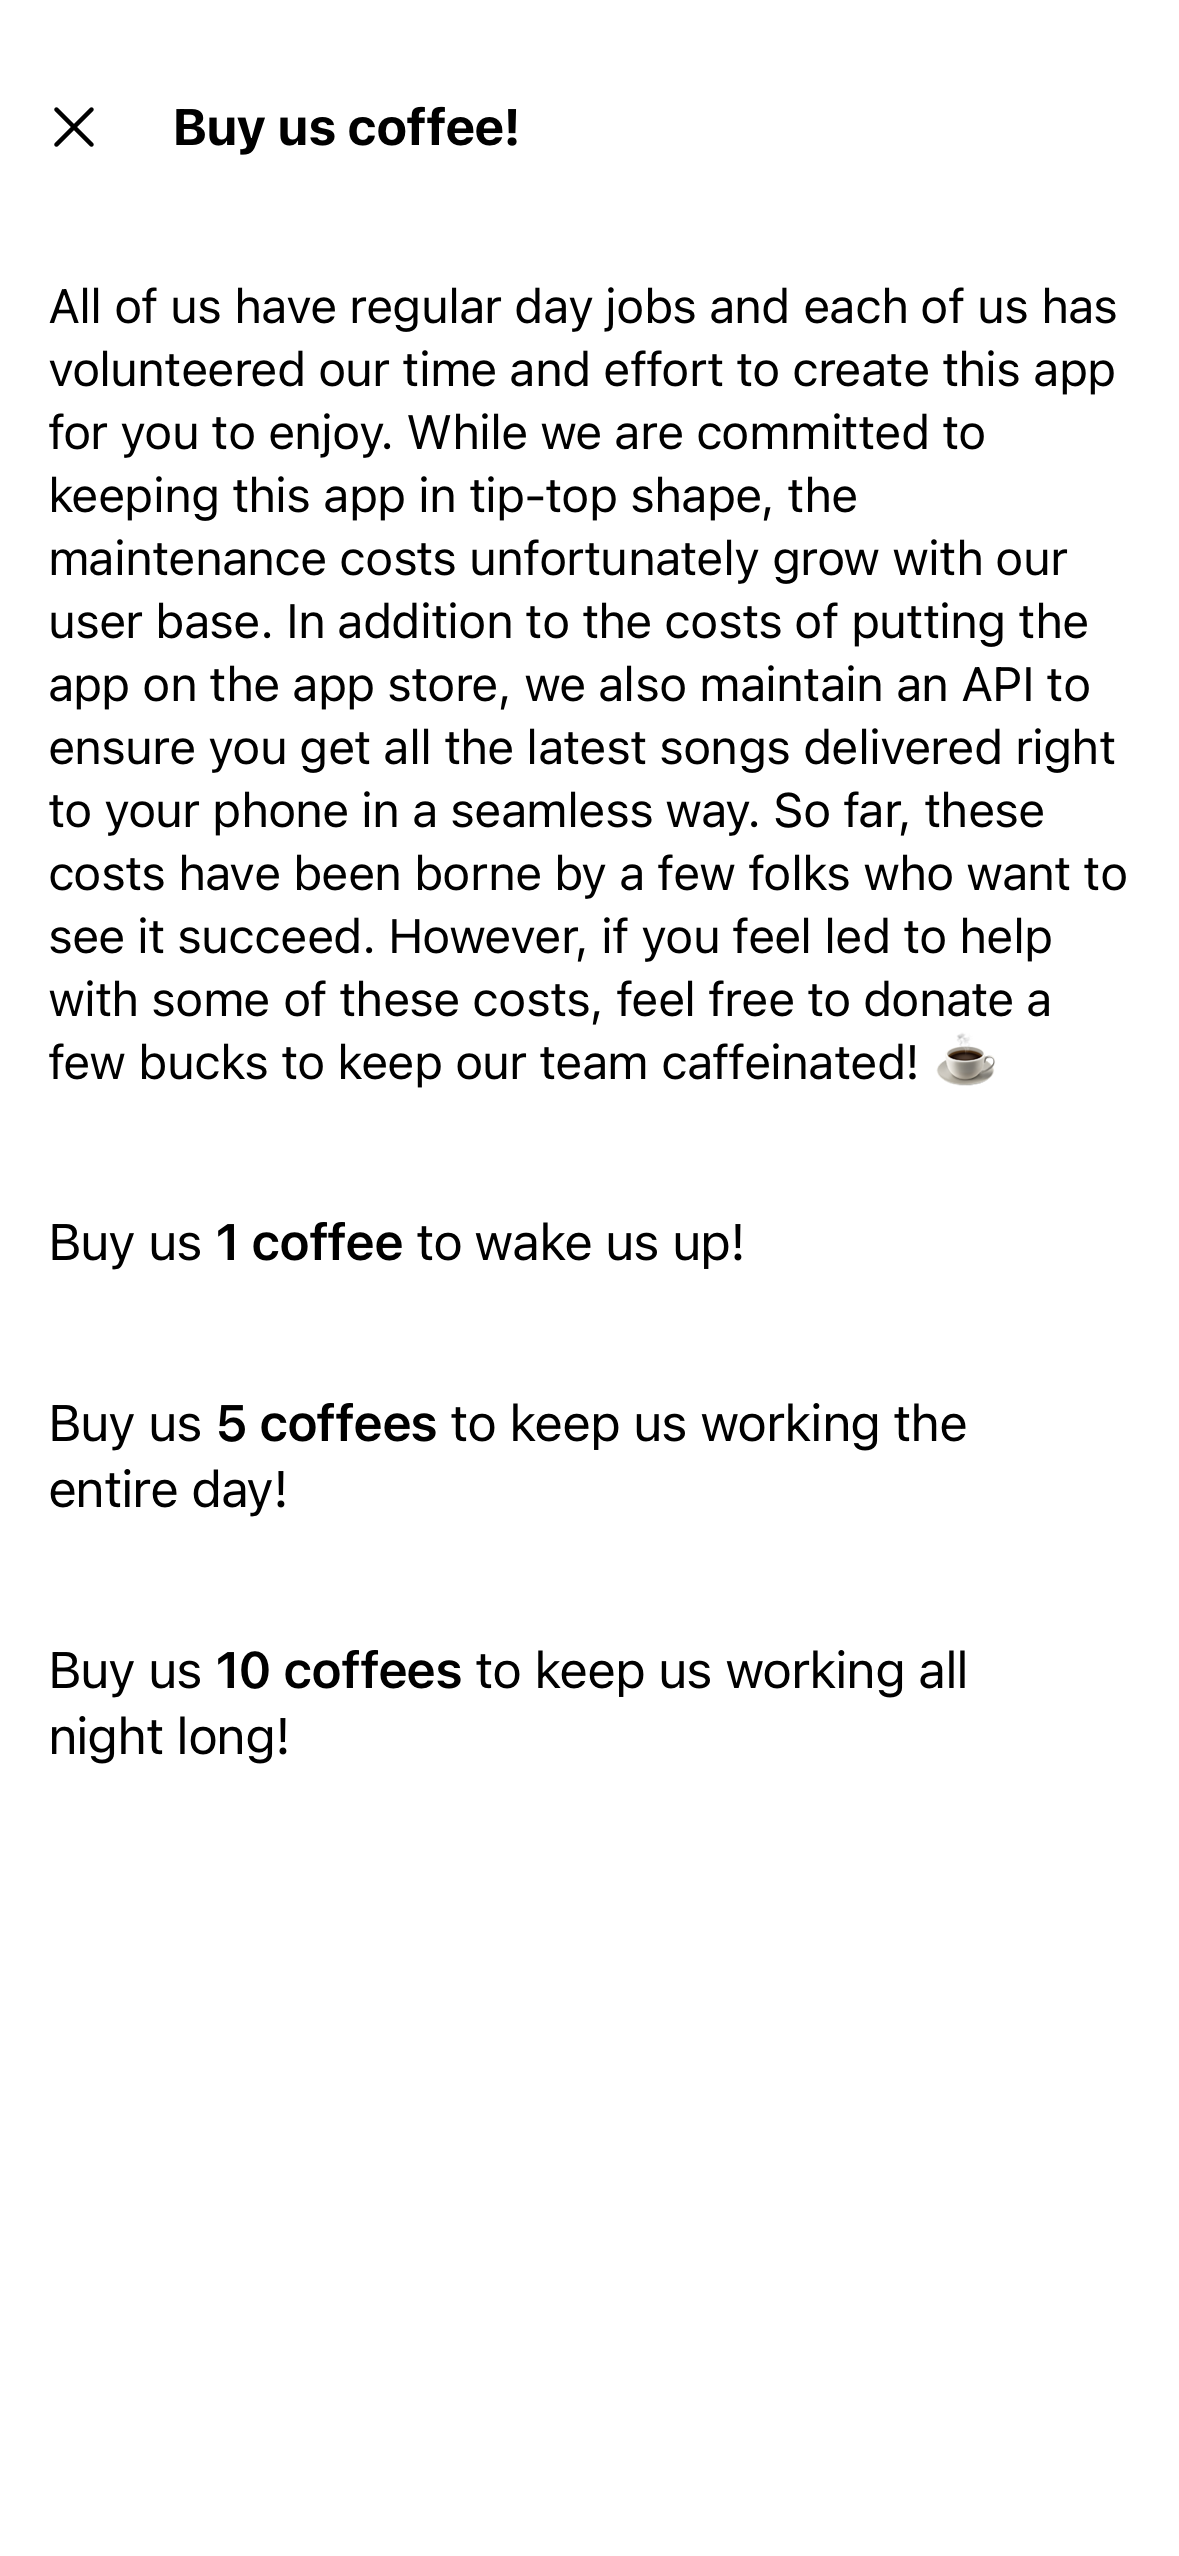 Buy us coffee!
All of us have regular day jobs and each of us has
volunteered our time and effort to create this app
for you to enjoy. While we are committed to
keeping this app in tip-top shape, the
maintenance costs unfortunately grow with our
user base. In addition to the costs of putting the
app on the app store, we also maintain an API to
ensure you get all the latest songs delivered right
to your phone in a seamless way. So far, these
costs have been borne by a few folks who want to
see it succeed. However, if you feel led to help
with some of these costs, feel free to donate a
few bucks to keep our team caffeinated! ☕
Buy us 1 coffee to wake us up!
Buy us 5 coffees to keep us working the
entire day!
Buy us 10 coffees to keep us working all
night long!